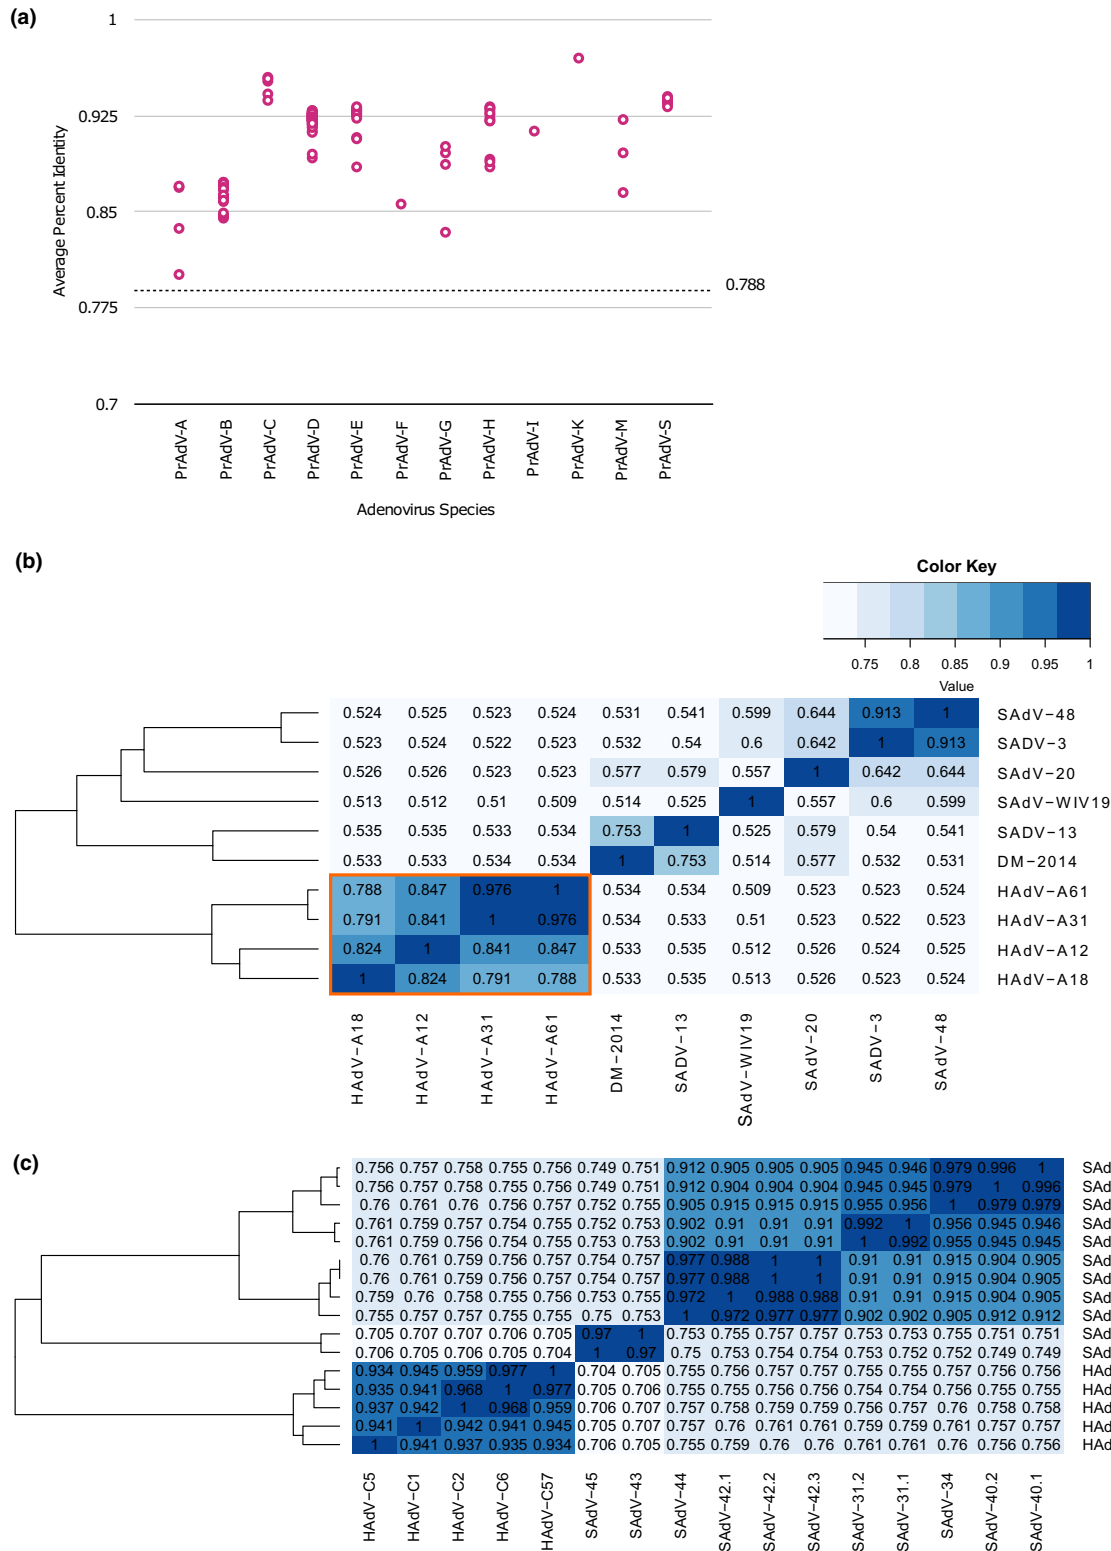 (a)
1
0.925
0.85
0.788
0.775
0.7
Average Percent Identity
PrAdV-A
PrAdV-B
PrAdV-C
PrAdV-D
PrAdV-E
PrAdV-F
PrAdV-G
PrAdV-H
PrAdV-I
PrAdV-K
PrAdV-M
PrAdV-S
Adenovirus Species
(b)
Color Key
0.75 0.8 0.85 0.9 0.95 1
Value
0.524 0.525 0.523 0.524 0.531 0.541 0.599 0.644 0.913 1 SAdV-48
0.523 0.524 0.522 0.523 0.532 0.54 0.6 0.642 1 0.913 SADV-3
0.526 0.526 0.523 0.523 0.577 0.579 0.557 1 0.642 0.644 SAdV-20
0.513 0.512 0.51 0.509 0.514 0.525 1 0.557 0.6 0.599 SAdV-WIV19
0.535 0.535 0.533 0.534 0.753 1 0.525 0.579 0.54 0.541 SADV-13
0.533 0.533 0.534 0.534 1 0.753 0.514 0.577 0.532 0.531 DM-2014
0.788 0.847 0.976 1 0.534 0.534 0.509 0.523 0.523 0.524 HAdV-A61
0.791 0.841 1 0.976 0.534 0.533 0.51 0.523 0.522 0.523 HAdV-A31
0.824 1 0.841 0.847 0.533 0.535 0.512 0.526 0.524 0.525 HAdV-A12
1 0.824 0.791 0.788 0.533 0.535 0.513 0.526 0.523 0.524 HAdV-A18
HAdV-A18
HAdV-A12
HAdV-A31
HAdV-A61
DM-2014
SADV-13
SAdV-WIV19
SAdV-20
SADV-3
SAdV-48
(c)
0.756 0.757 0.758 0.755 0.756 0.749 0.751 0.912 0.905 0.905 0.905 0.945 0.946 0.979 0.996 1 SAd
0.756 0.757 0.758 0.755 0.756 0.749 0.751 0.912 0.904 0.904 0.904 0.945 0.945 0.979 1 0.996 SAd
0.76 0.761 0.76 0.756 0.757 0.752 0.755 0.905 0.915 0.915 0.915 0.955 0.956 1 0.979 0.979 SAd
0.761 0.759 0.757 0.754 0.755 0.752 0.753 0.902 0.91 0.91 0.91 0.992 1 0.956 0.945 0.946 SAd
0.761 0.759 0.756 0.754 0.755 0.753 0.753 0.902 0.91 0.91 0.91 1 0.992 0.955 0.945 0.945 SAd
0.76 0.761 0.759 0.756 0.757 0.754 0.757 0.977 0.988 1 1 0.91 0.91 0.915 0.904 0.905 SAd
0.76 0.761 0.759 0.756 0.757 0.754 0.757 0.977 0.988 1 1 0.91 0.91 0.915 0.904 0.905 SAd
0.759 0.76 0.758 0.755 0.756 0.753 0.755 0.972 1 0.988 0.988 0.91 0.91 0.915 0.904 0.905 SAd
0.755 0.757 0.757 0.755 0.755 0.75 0.753 1 0.972 0.977 0.977 0.902 0.902 0.905 0.912 0.912 SAd
0.705 0.707 0.707 0.706 0.705 0.97 1 0.753 0.755 0.757 0.757 0.753 0.753 0.755 0.751 0.751 SAd
0.706 0.705 0.706 0.705 0.704 1 0.97 0.75 0.753 0.754 0.754 0.753 0.752 0.752 0.749 0.749 SAd
0.934 0.945 0.959 0.977 1 0.704 0.705 0.755 0.756 0.757 0.757 0.755 0.755 0.757 0.756 0.756 HAd
0.935 0.941 0.968 1 0.977 0.705 0.706 0.755 0.755 0.756 0.756 0.754 0.754 0.756 0.755 0.755 HAd
0.937 0.942 1 0.968 0.959 0.706 0.707 0.757 0.758 0.759 0.759 0.756 0.757 0.76 0.758 0.758 HAd
0.941 1 0.942 0.941 0.945 0.705 0.707 0.757 0.76 0.761 0.761 0.759 0.759 0.761 0.757 0.757 HAd
1 0.941 0.937 0.935 0.934 0.706 0.705 0.755 0.759 0.76 0.76 0.761 0.761 0.76 0.756 0.756 HAd
HAdV-C5
HAdV-C1
HAdV-C2
HAdV-C6
HAdV-C57
SAdV-45
SAdV-43
SAdV-44
SAdV-42.1
SAdV-42.2
SAdV-42.3
SAdV-31.2
SAdV-31.1
SAdV-34
SAdV-40.2
SAdV-40.1